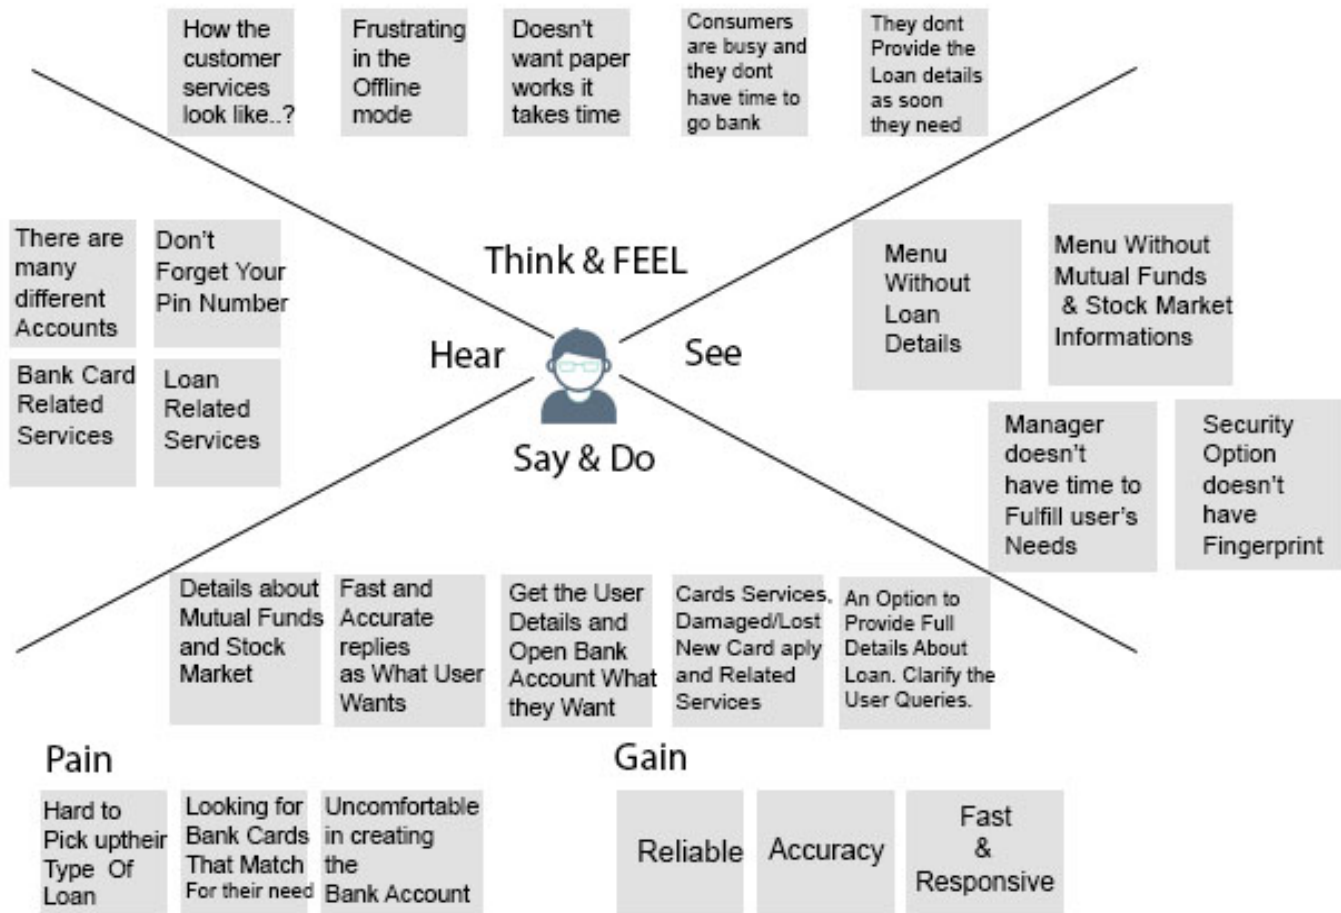 How the
customer
services
look like..?
Frustrating
in the
Offline
mode
Doesn't
want paper
works it
takes time
Consumers
are busy and
they dont
have time to
go bank
They dont
Provide the
Loan details
as soon
they need
There are
many
different
Accounts
Don't
Forget Your
Pin Number
Bank Card
Related
Services
Loan
Related
Services
Think & FEEL
Hear
See
Say & Do
Menu
Without
Loan
Details
Menu Without
Mutual Funds
& Stock Market
Informations
Manager
doesn't
have time to
Fulfill user's
Needs
Security
Option
doesn't
have
Fingerprint
Details about
Mutual Funds
and Stock
Market
Fast and
Accurate
replies
as What User
Wants
Get the User
Details and
Open Bank
Account What
they Want
Cards Services.
Damaged/Lost
New Card aply
and Related
Services
An Option to
Provide Full
Details About
Loan. Clarify the
User Queries.
Pain
Hard to
Pick uptheir
Type Of
Loan
Looking for
Bank Cards
That Match
For their need
Uncomfortable
in creating
the
Bank Account
Gain
Reliable
Accuracy
Fast
&
Responsive